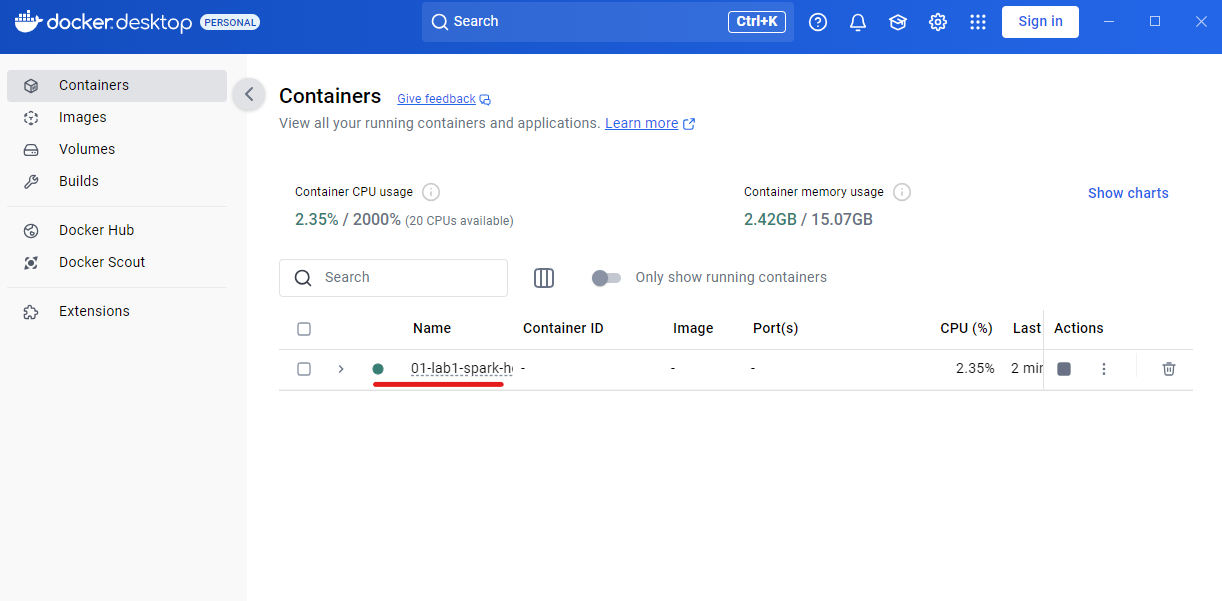 docker.desktop PERSONAL Search Ctrl+K Sign in
Containers
Images
Volumes
Builds
Docker Hub
Docker Scout
Extensions
Containers Give feedback
View all your running containers and applications. Learn more
Container CPU usage
2.35% / 2000% (20 CPUs available)
Container memory usage
2.42GB / 15.07GB
Show charts
Search
Only show running containers
Name Container ID Image Port(s) CPU (%) Last Actions
01-lab1-spark-h - - - 2.35% 2 min